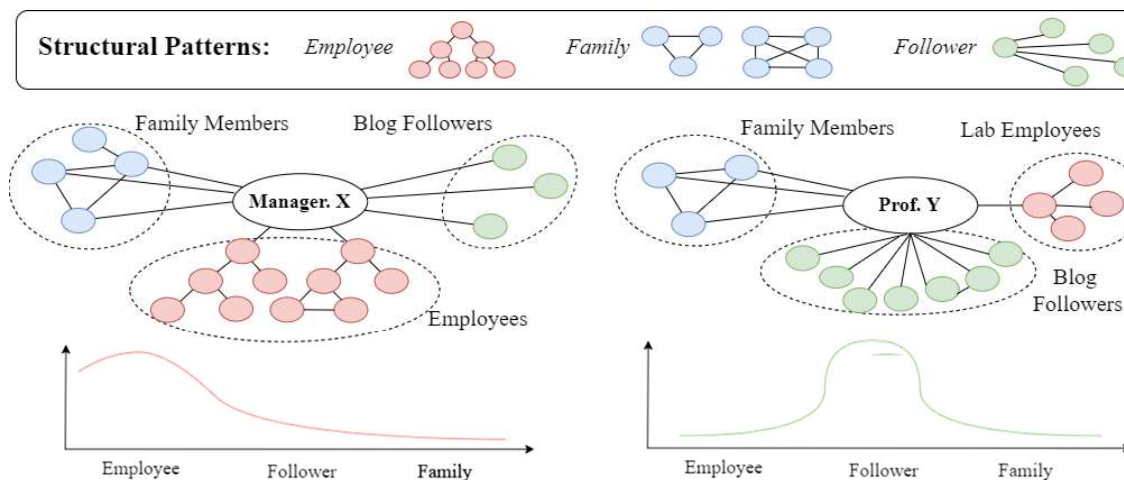 Structural Patterns: Employee Family Follower
Family Members Blog Followers
Manager. X
Employees
Employee Follower Family
Family Members Lab Employees
Prof. Y
Blog
Followers
Employee Follower Family